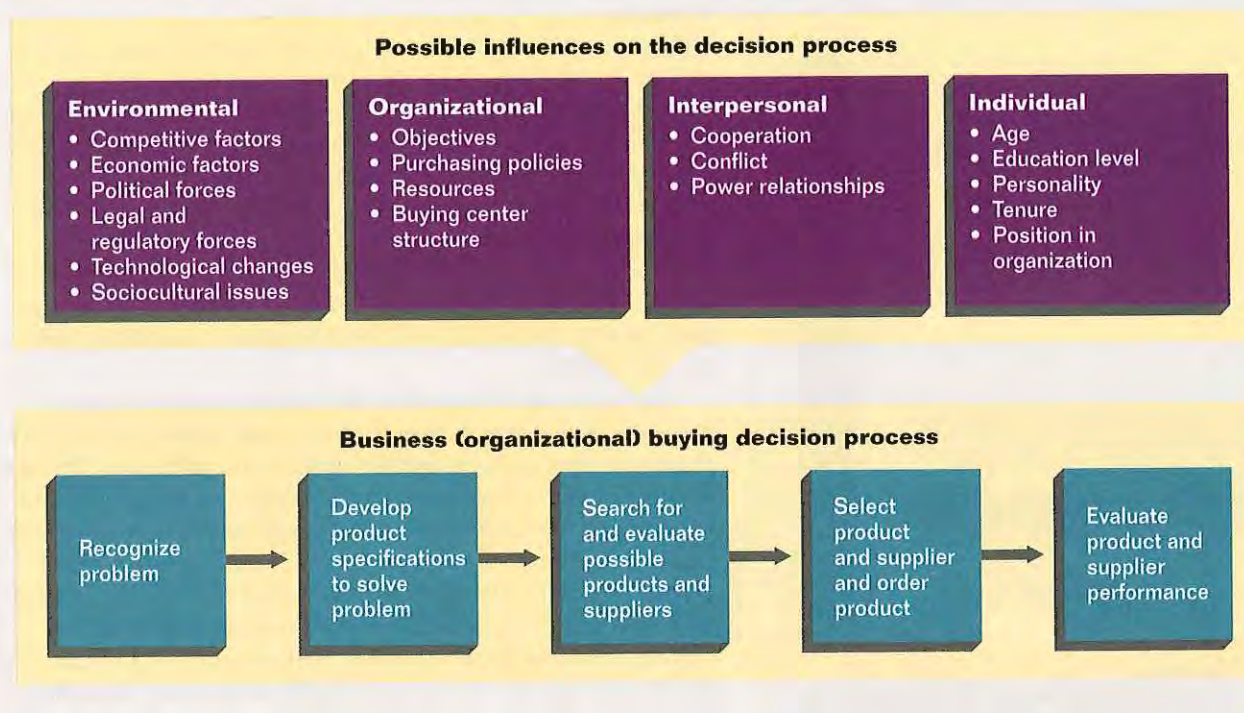 Possible influences on the decision process
Environmental
• Competitive factors
• Economic factors
• Political forces
• Legal and
regulatory forces
• Technological changes
• Sociocultural issues
Organizational
• Objectives
• Purchasing policies
• Resources
• Buying center
structure
Interpersonal
• Cooperation
• Conflict
• Power relationships
Individual
• Age
• Education level
• Personality
• Tenure
• Position in
organization
Business (organizational) buying decision process
Recognize
problem
Develop
product
specifications
to solve
problem
Search for
and evaluate
possible
products and
suppliers
Select
product
and supplier
and order
product
Evaluate
product and
supplier
performance